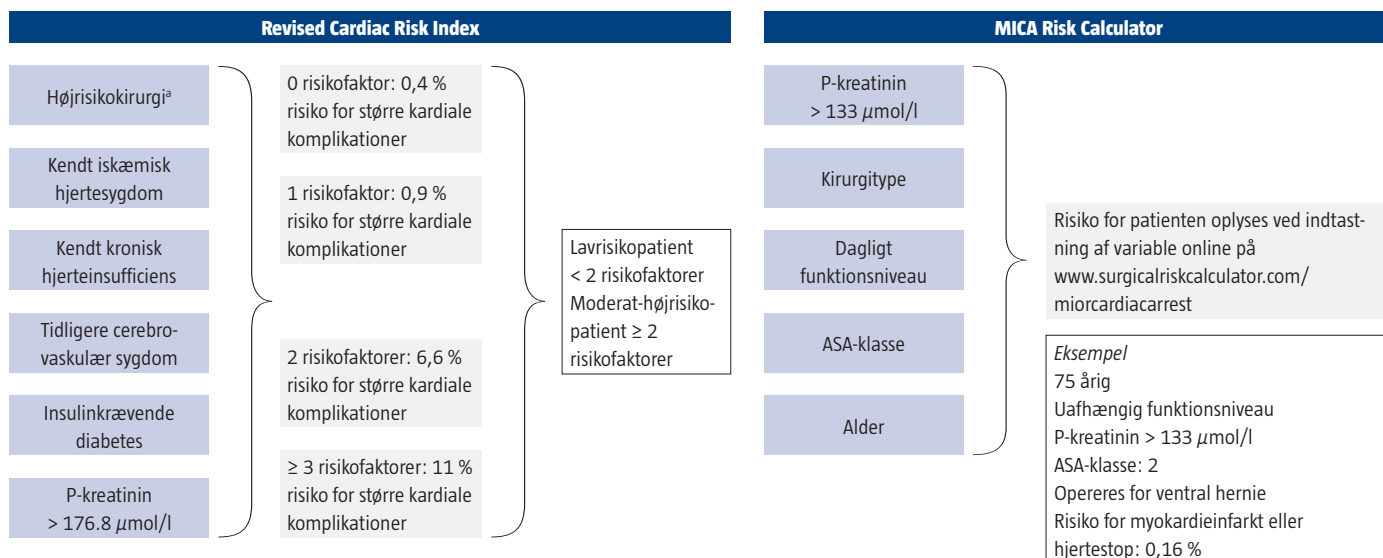 Revised Cardiac Risk Index
Højrisikokirurgiᵃ
Kendt iskæmisk
hjertesygdom
Kendt kronisk
hjerteinsufficiens
Tidligere cerebro-
vaskulær sygdom
Insulinkrævende
diabetes
P-kreatinin
> 176.8 µmol/l
0 risikofaktor: 0,4 %
risiko for større kardiale
komplikationer
1 risikofaktor: 0,9 %
risiko for større kardiale
komplikationer
2 risikofaktorer: 6,6 %
risiko for større kardiale
komplikationer
≥ 3 risikofaktorer: 11 %
risiko for større kardiale
komplikationer
Lavrisikopatient
< 2 risikofaktorer
Moderat-højrisiko-
patient ≥ 2
risikofaktorer
MICA Risk Calculator
P-kreatinin
> 133 µmol/l
Kirurgitype
Dagligt
funktionsniveau
ASA-klasse
Alder
Risiko for patienten oplyses ved indtast-
ning af variable online på
www.surgicalriskcalculator.com/
miorcardiacarrest
Eksempel
75 årig
Uafhængig funktionsniveau
P-kreatinin > 133 µmol/l
ASA-klasse: 2
Opereres for ventral hernie
Risiko for myokardieinfarkt eller
hjertestop: 0,16 %